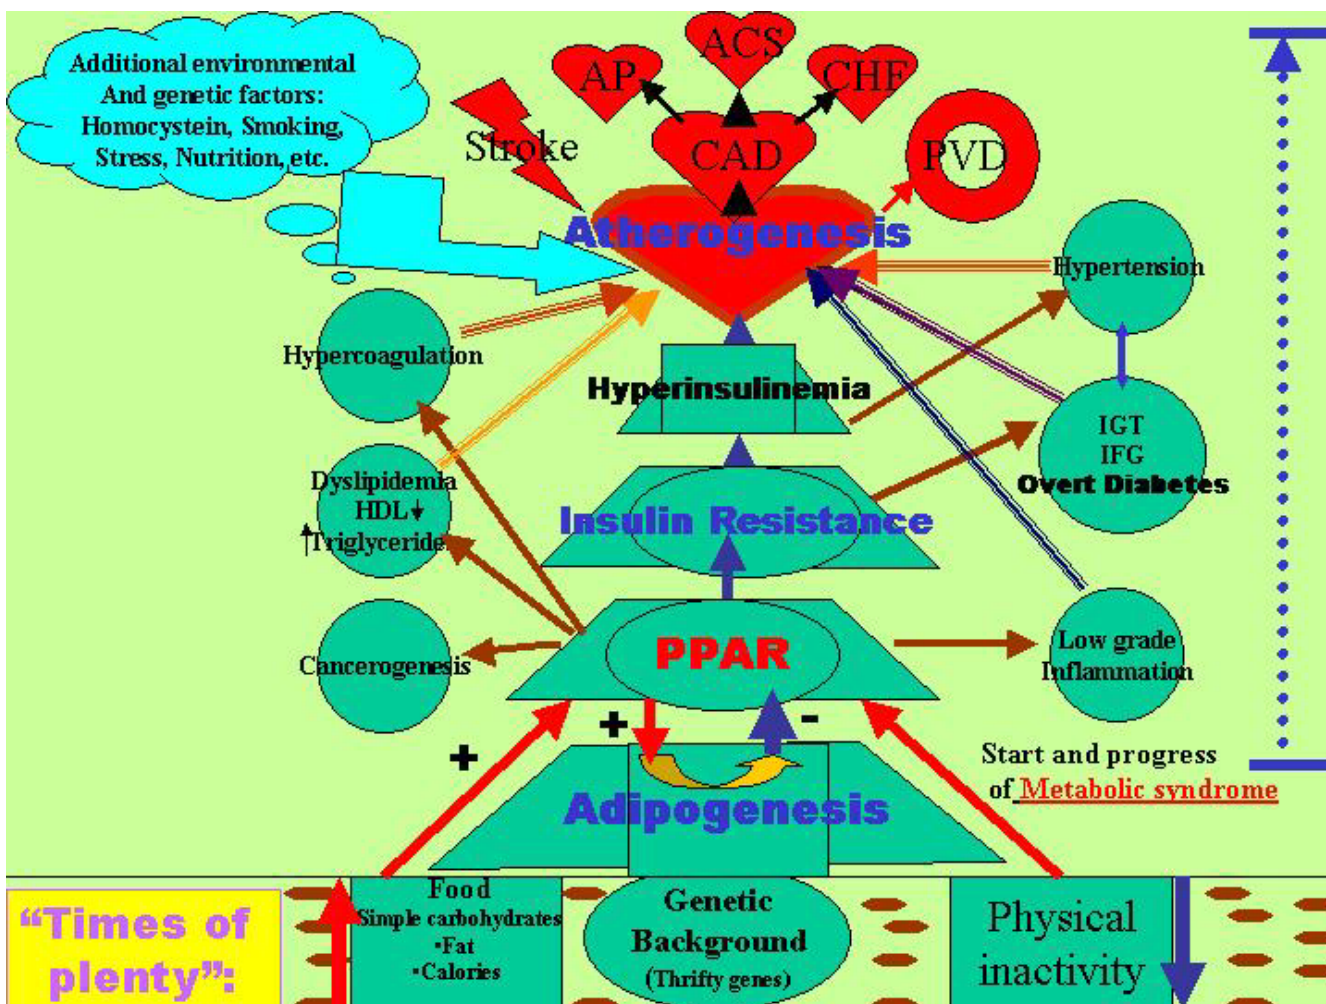 Additional environmental
And genetic factors:
Homocystein, Smoking,
Stress, Nutrition, etc.
AP
ACS
CHF
Stroke
CAD
PVD
Atherogenesis
Hypertension
Hypercoagulation
Hyperinsulinemia
IGT
IFG
Overt Diabetes
Dyslipidemia
HDL↓
↑Triglyceride
Insulin Resistance
Cancerogenesis
PPAR
Low grade
Inflammation
+
+
-
Start and progress
of Metabolic syndrome
Adipogenesis
“Times of
plenty”:
Food
Simple carbohydrates
•Fat
•Calories
Genetic
Background
(Thrifty genes)
Physical
inactivity